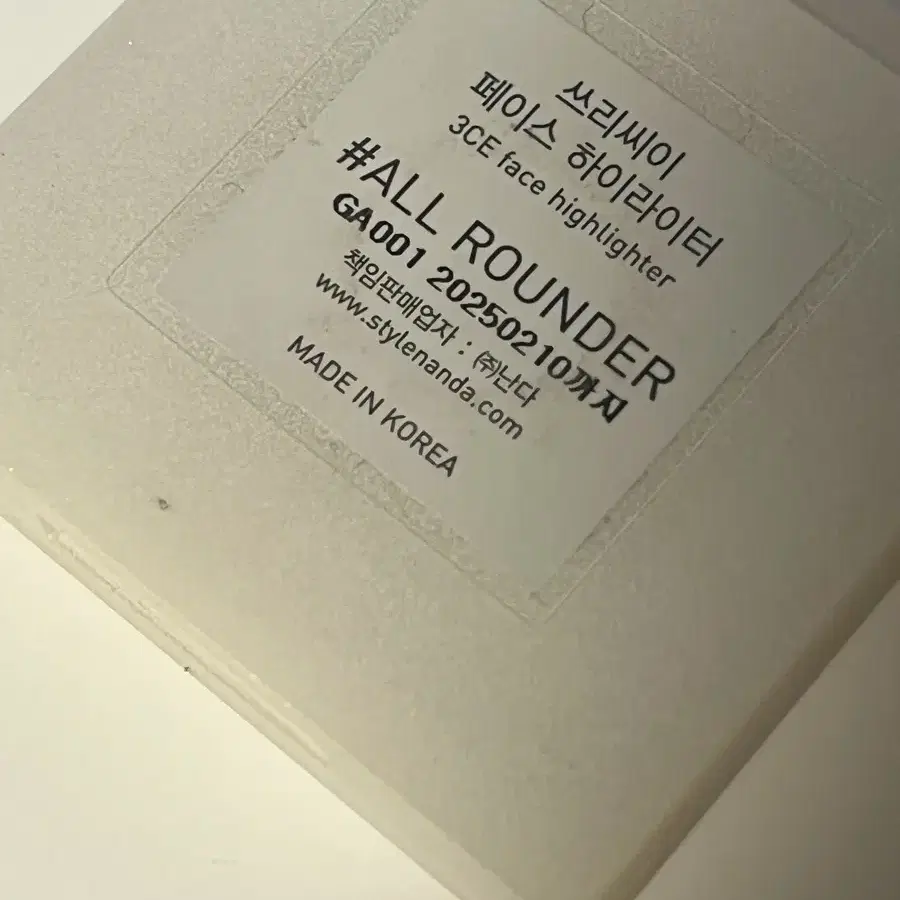 쓰리씨이
페이스 하이라이터
3CE face highlighter
#ALL ROUNDER
GA001 20250210까지
책임판매업자 : ㈜난다
www.stylenanda.com
MADE IN KOREA